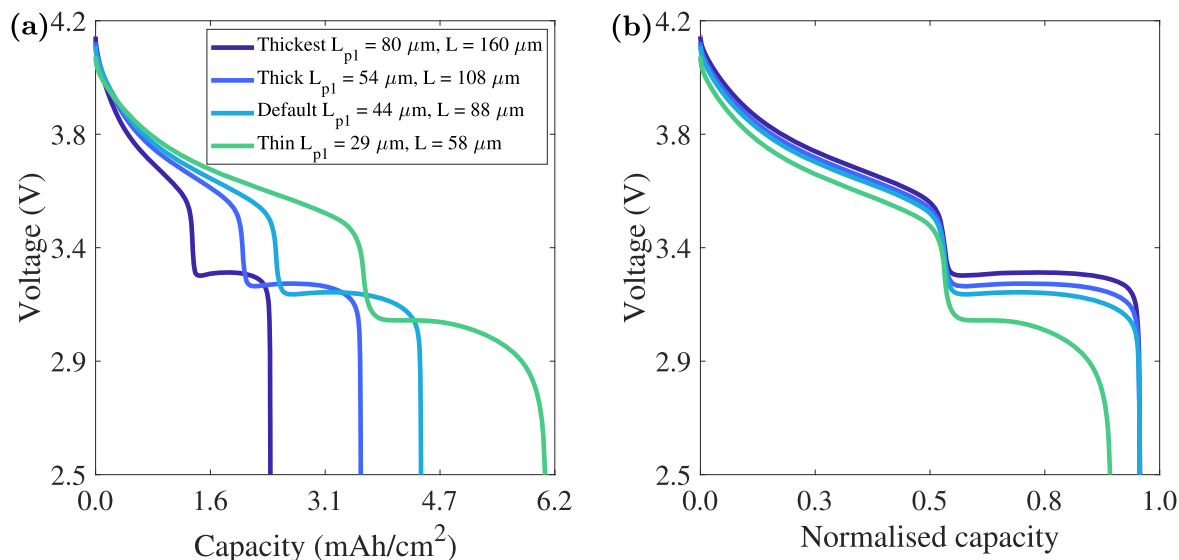 (a)
4.2
3.8
3.4
2.9
2.5
Voltage (V)
Thickest L_p1 = 80 μm, L = 160 μm
Thick L_p1 = 54 μm, L = 108 μm
Default L_p1 = 44 μm, L = 88 μm
Thin L_p1 = 29 μm, L = 58 μm
0.0 1.6 3.1 4.7 6.2
Capacity (mAh/cm²)
(b)
4.2
3.8
3.4
2.9
2.5
Voltage (V)
0.0 0.3 0.5 0.8 1.0
Normalised capacity